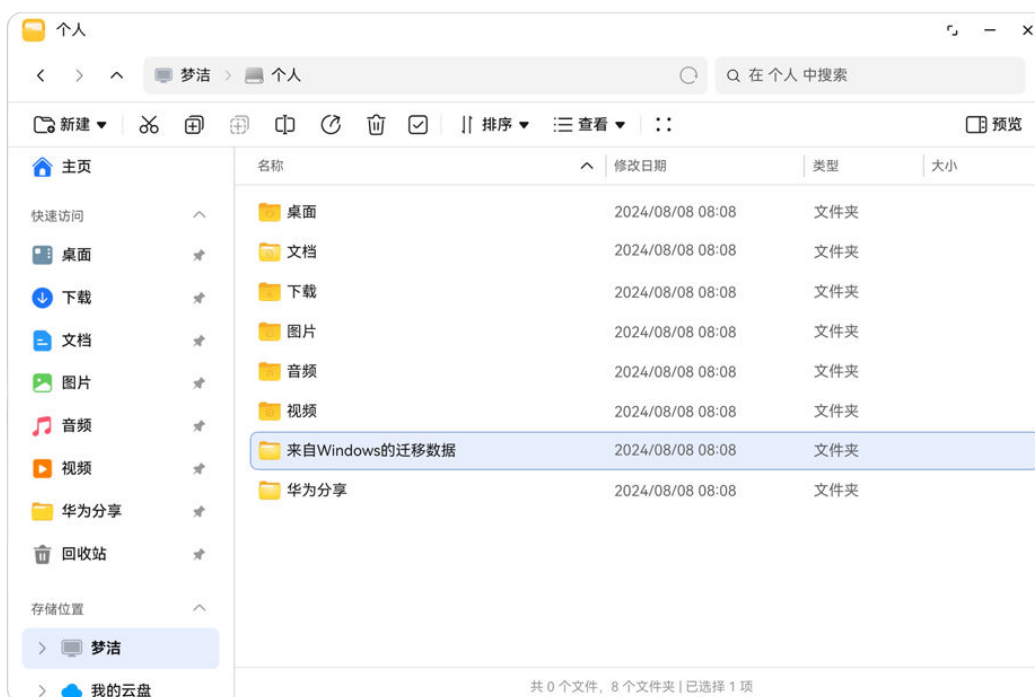 个人
梦洁 > 个人
在 个人 中搜索
新建 排序 查看 预览
主页
快速访问
桌面
下载
文档
图片
音频
视频
华为分享
回收站
存储位置
梦洁
我的云盘
名称 修改日期 类型 大小
桌面 2024/08/08 08:08 文件夹
文档 2024/08/08 08:08 文件夹
下载 2024/08/08 08:08 文件夹
图片 2024/08/08 08:08 文件夹
音频 2024/08/08 08:08 文件夹
视频 2024/08/08 08:08 文件夹
来自Windows的迁移数据 2024/08/08 08:08 文件夹
华为分享 2024/08/08 08:08 文件夹
共 0 个文件，8 个文件夹 | 已选择 1 项